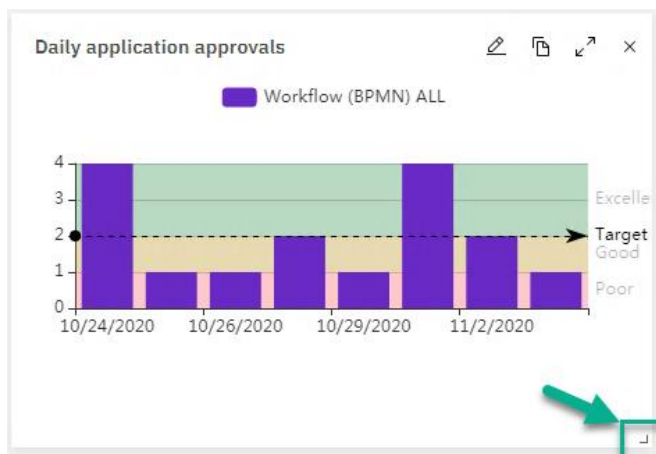 Daily application approvals
Workflow (BPMN) ALL
4
3
Excelle
2
Target
Good
1
Poor
0
10/24/2020 10/26/2020 10/29/2020 11/2/2020